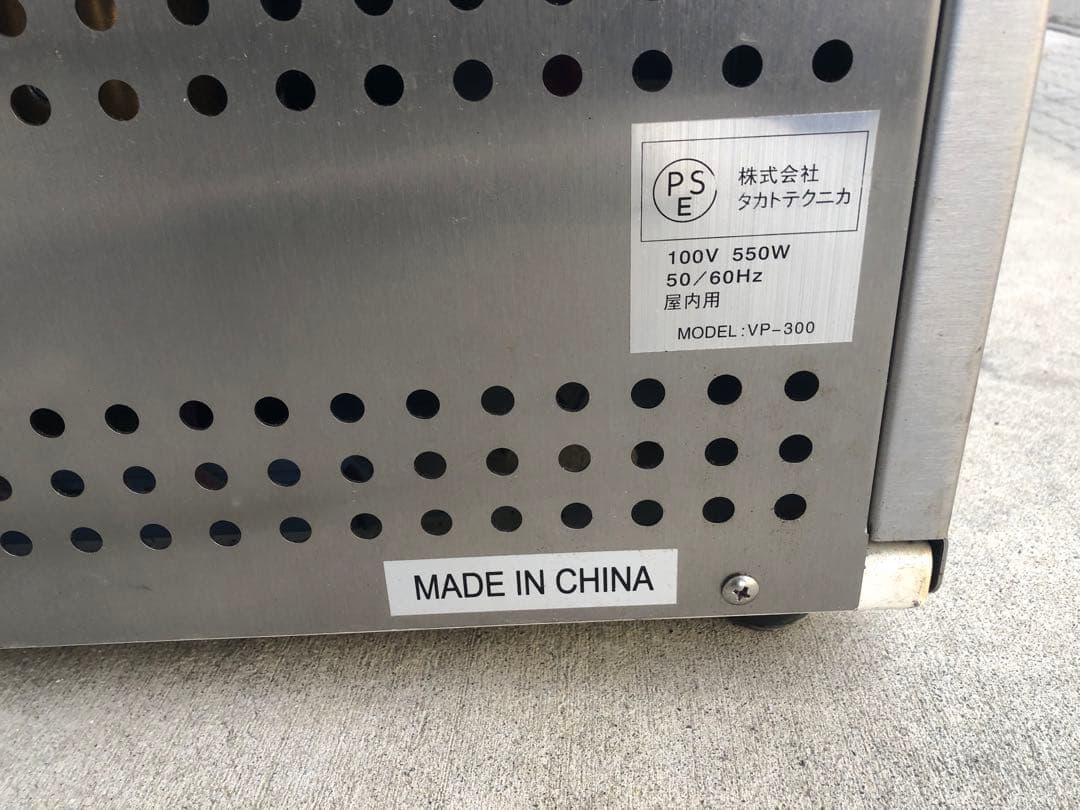 PSE
株式会社
タカトテクニカ
100V 550W
50/60Hz
屋内用
MODEL:VP-300
MADE IN CHINA